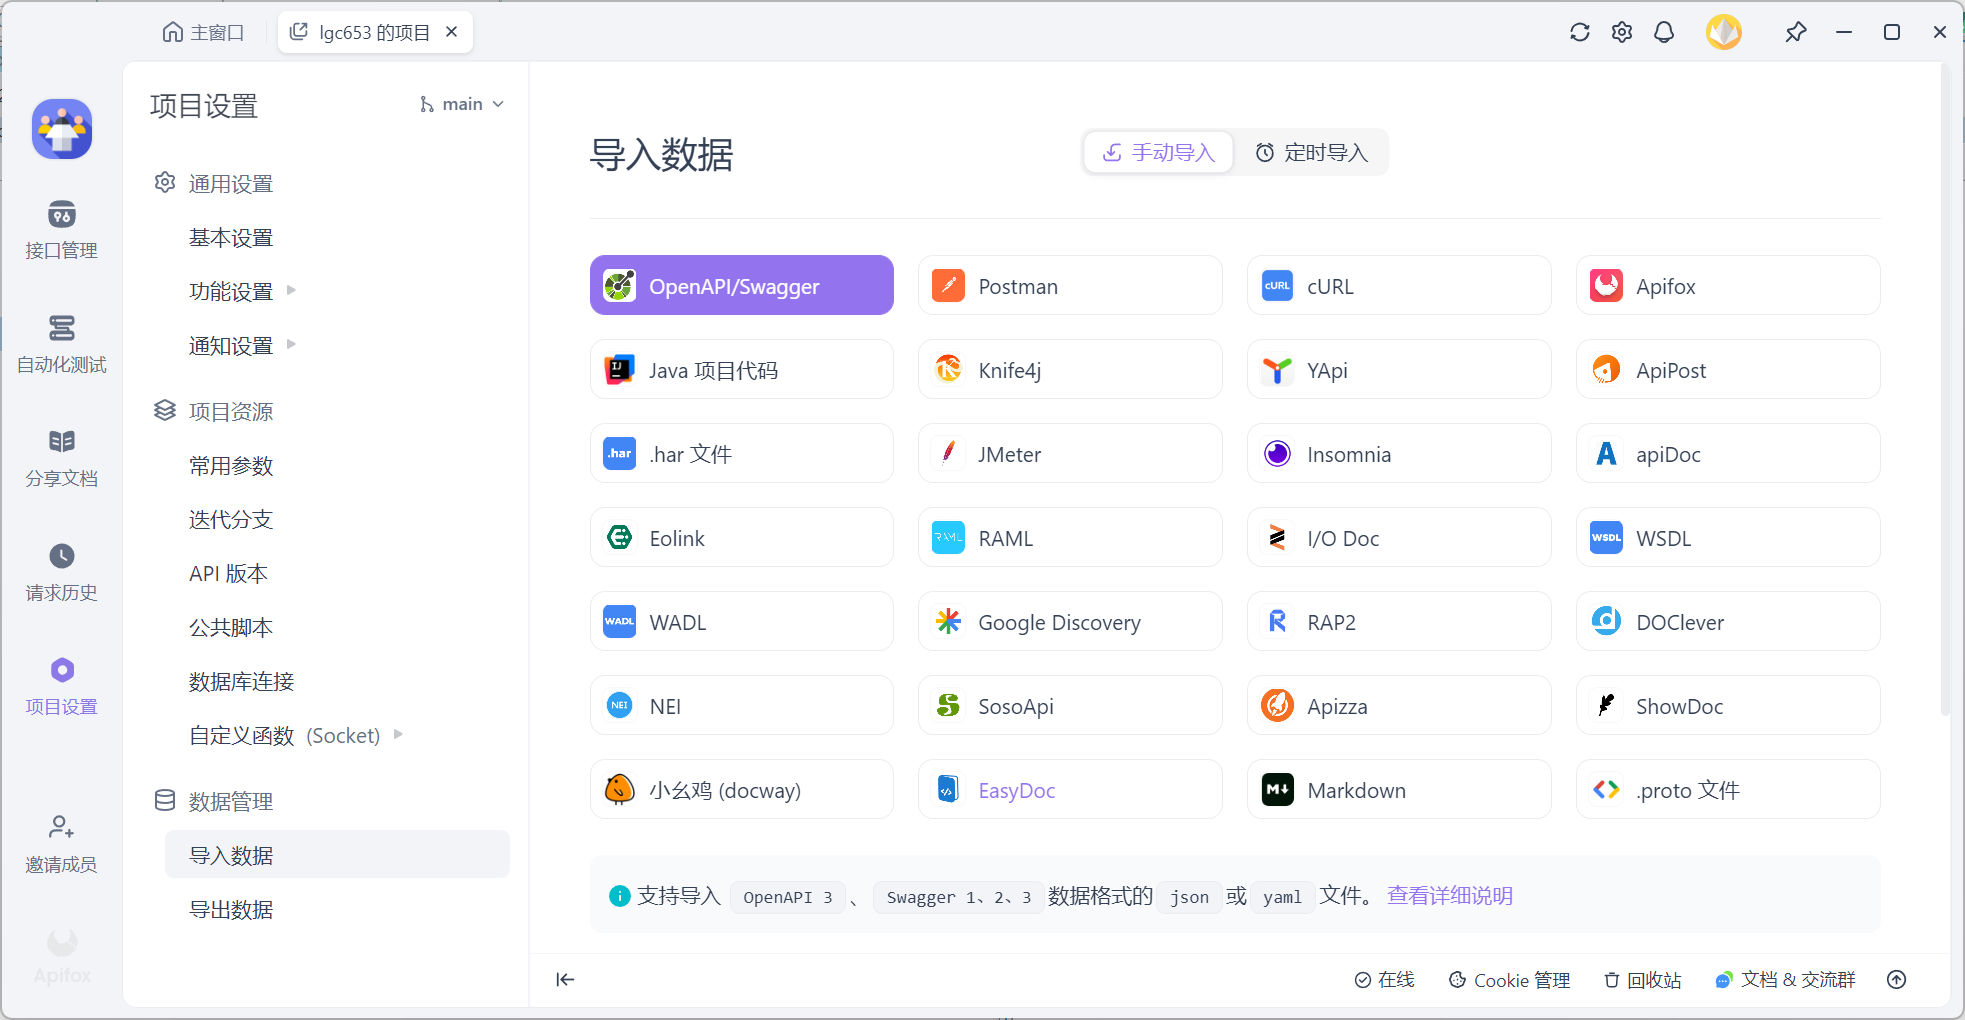 主窗口
lgc653 的项目
接口管理
自动化测试
分享文档
请求历史
项目设置
邀请成员
Apifox
项目设置
main
通用设置
基本设置
功能设置
通知设置
项目资源
常用参数
迭代分支
API 版本
公共脚本
数据库连接
自定义函数 (Socket)
数据管理
导入数据
导出数据
导入数据
手动导入
定时导入
OpenAPI/Swagger
Postman
cURL cURL
Apifox
Java 项目代码
Knife4j
YApi
ApiPost
.har .har 文件
JMeter
Insomnia
apiDoc
Eolink
RAML RAML
I/O Doc
WSDL WSDL
WADL WADL
Google Discovery
RAP2
DOClever
NEI NEI
SosoApi
Apizza
ShowDoc
小幺鸡 (docway)
EasyDoc
Markdown
.proto 文件
支持导入 OpenAPI 3 、 Swagger 1、2、3 数据格式的 json 或 yaml 文件。 查看详细说明
在线
Cookie 管理
回收站
文档 & 交流群